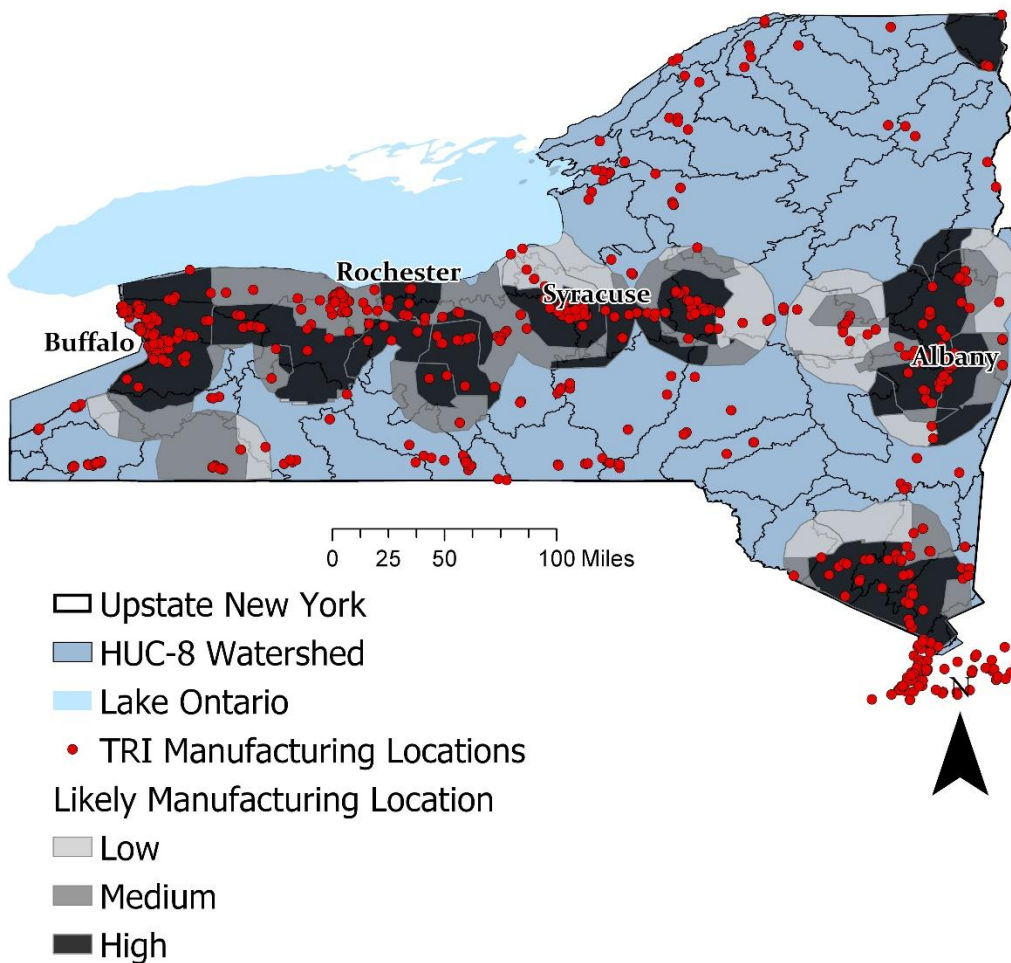 Rochester
Syracuse
Buffalo
Albany
0 25 50 100 Miles
Upstate New York
HUC-8 Watershed
Lake Ontario
TRI Manufacturing Locations
N
Likely Manufacturing Location
Low
Medium
High